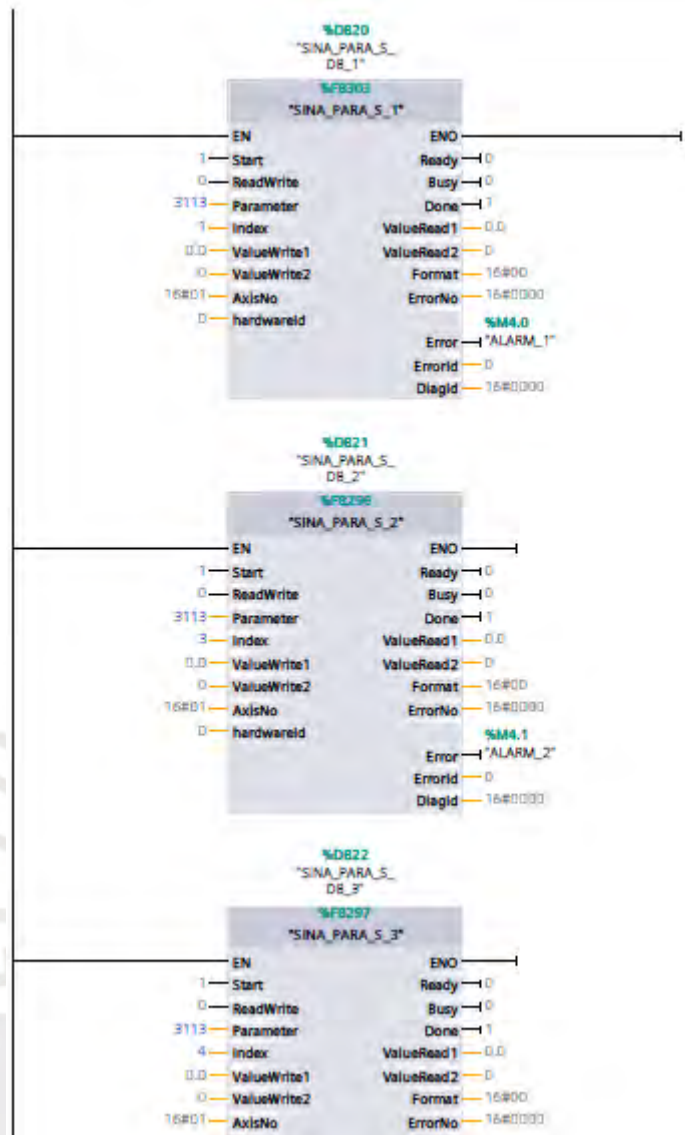 %DB20
"SINA_PARA_S_
DB_1"
%FB303
"SINA_PARA_S_1"
EN ENO
1 Start Ready 0
0 ReadWrite Busy 0
3113 Parameter Done 1
1 Index ValueRead1 0.0
0.0 ValueWrite1 ValueRead2 0
0 ValueWrite2 Format 16#00
16#01 AxisNo ErrorNo 16#0000
0 hardwareId
%M4.0
Error "ALARM_1"
ErrorId 0
DiagId 16#0000
%DB21
"SINA_PARA_S_
DB_2"
%FB296
"SINA_PARA_S_2"
EN ENO
1 Start Ready 0
0 ReadWrite Busy 0
3113 Parameter Done 1
3 Index ValueRead1 0.0
0.0 ValueWrite1 ValueRead2 0
0 ValueWrite2 Format 16#00
16#01 AxisNo ErrorNo 16#0000
0 hardwareId
%M4.1
Error "ALARM_2"
ErrorId 0
DiagId 16#0000
%DB22
"SINA_PARA_S_
DB_3"
%FB297
"SINA_PARA_S_3"
EN ENO
1 Start Ready 0
0 ReadWrite Busy 0
3113 Parameter Done 1
4 Index ValueRead1 0.0
0.0 ValueWrite1 ValueRead2 0
0 ValueWrite2 Format 16#00
16#01 AxisNo ErrorNo 16#0000